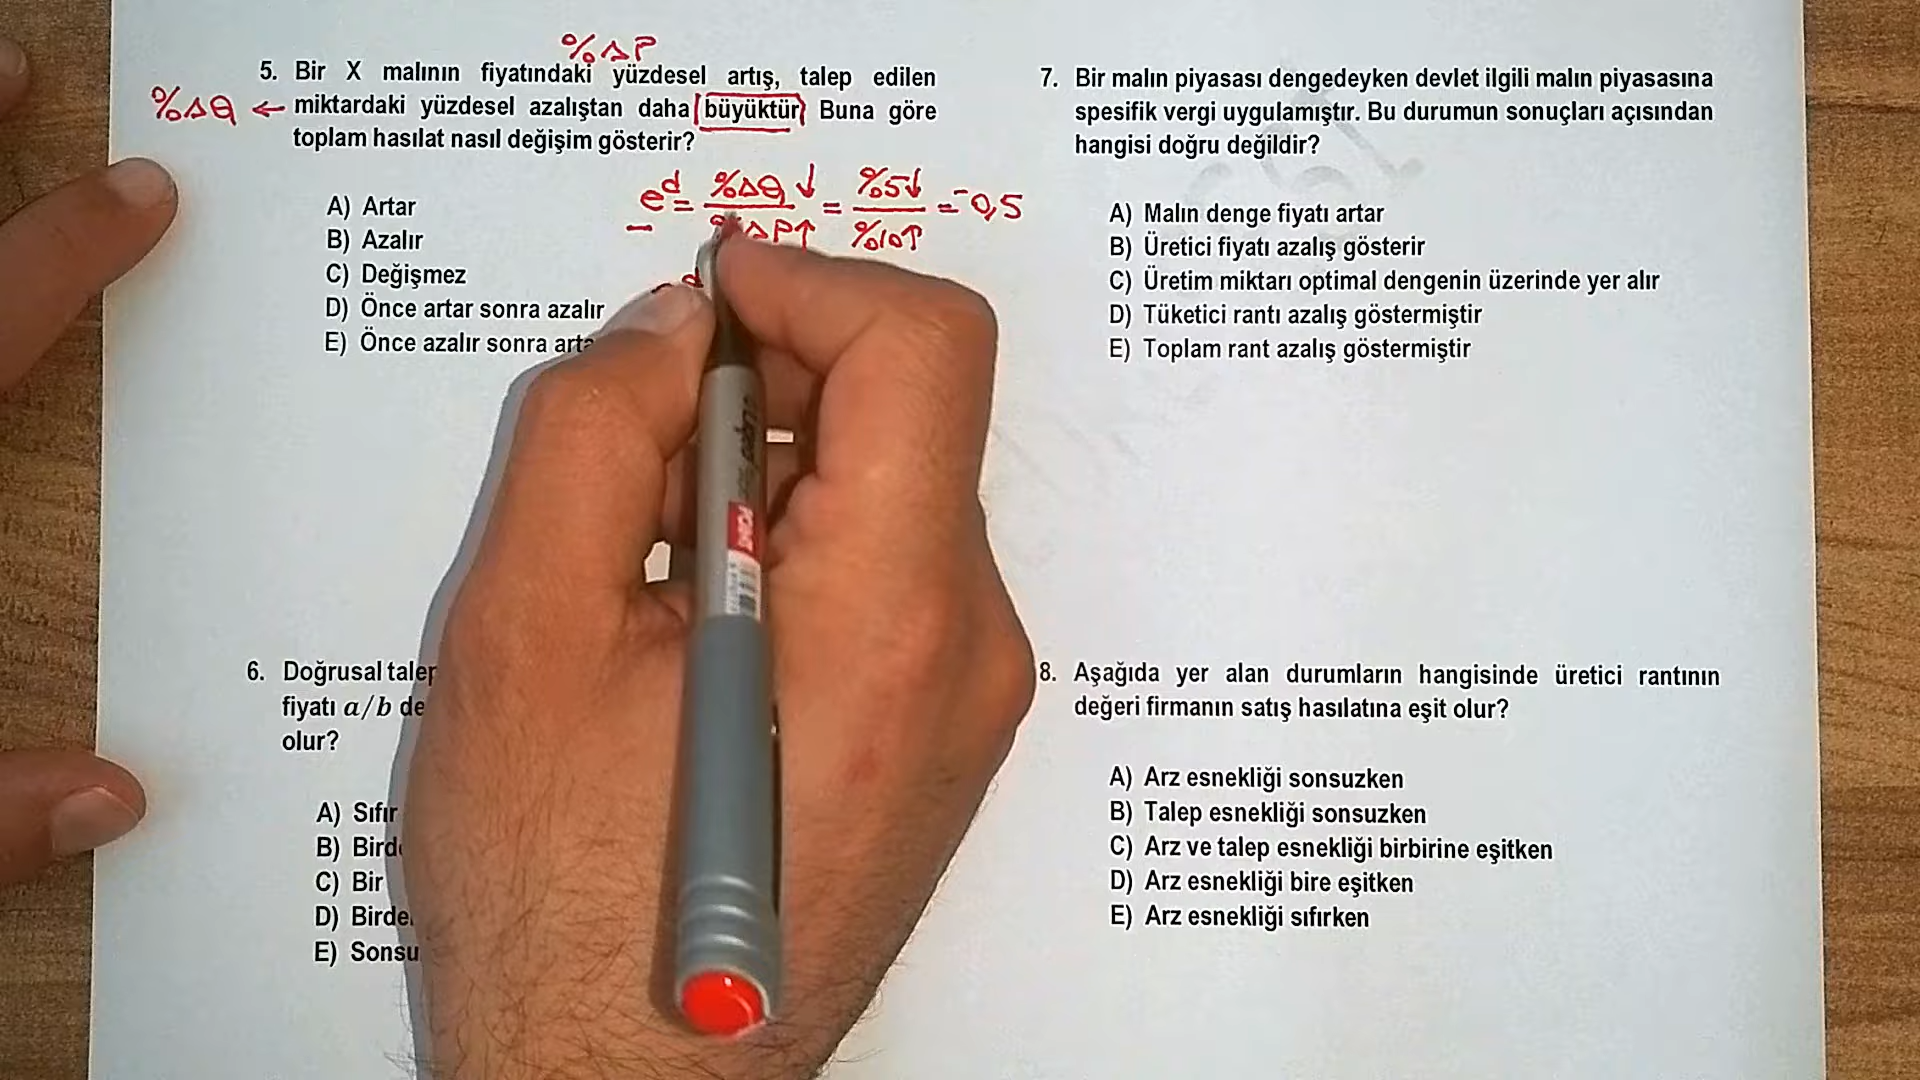 %ΔP
5. Bir X malının fiyatındaki yüzdesel artış, talep edilen
%ΔQ ← miktardaki yüzdesel azalıştan daha büyüktür Buna göre
toplam hasılat nasıl değişim gösterir?
e^d = %ΔQ↓ / %ΔP↑ = %5↓ / %10↑ = -0,5
A) Artar
B) Azalır
C) Değişmez
D) Önce artar sonra azalır
E) Önce azalır sonra
6. Doğrusal
fiyatı a/b
olur?
A) Sıfır
B)
C) Bir
D)
E)
7. Bir malın piyasası dengedeyken devlet ilgili malın piyasasına
spesifik vergi uygulamıştır. Bu durumun sonuçları açısından
hangisi doğru değildir?
A) Malın denge fiyatı artar
B) Üretici fiyatı azalış gösterir
C) Üretim miktarı optimal dengenin üzerinde yer alır
D) Tüketici rantı azalış göstermiştir
E) Toplam rant azalış göstermiştir
8. Aşağıda yer alan durumların hangisinde üretici rantının
değeri firmanın satış hasılatına eşit olur?
A) Arz esnekliği sonsuzken
B) Talep esnekliği sonsuzken
C) Arz ve talep esnekliği birbirine eşitken
D) Arz esnekliği bire eşitken
E) Arz esnekliği sıfırken